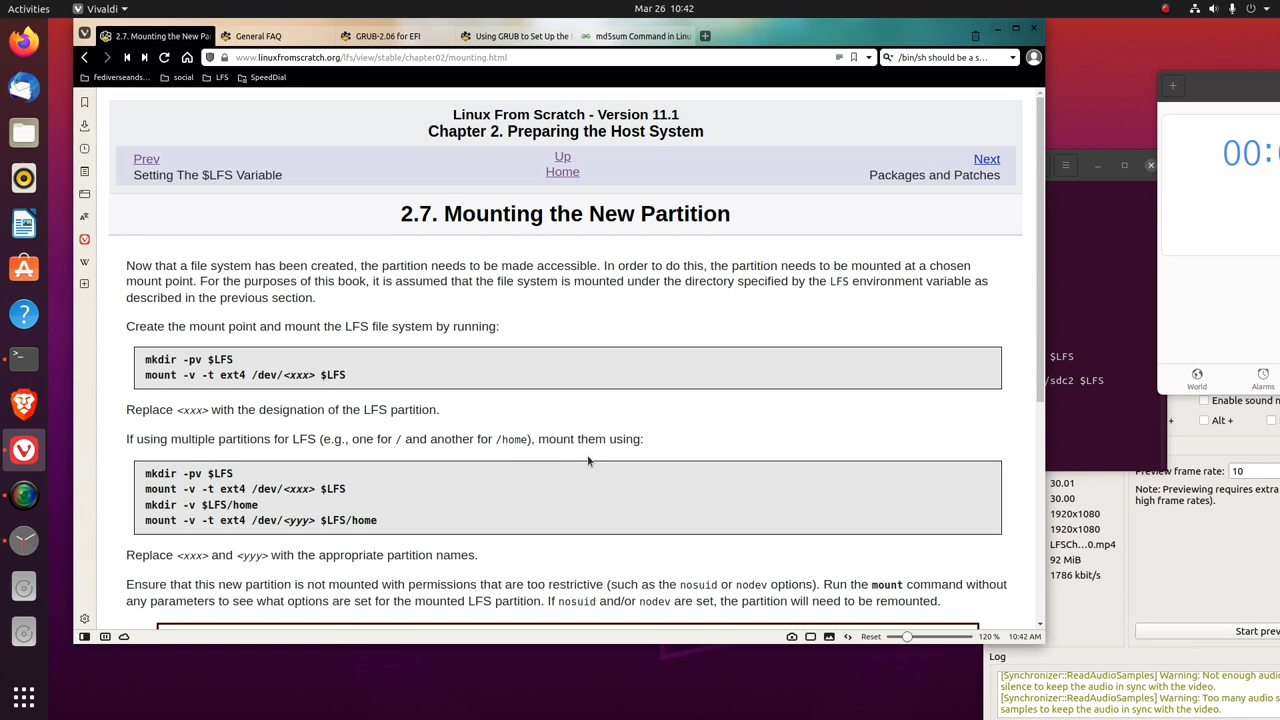 Activities
Vivaldi
Mar 26 10:42
2.7. Mounting the New Par
General FAQ
GRUB-2.06 for EFI
Using GRUB to Set Up the
md5sum Command in Linu
www.linuxfromscratch.org/lfs/view/stable/chapter02/mounting.html
/bin/sh should be a s...
fediverseands...
social
LFS
SpeedDial
Linux From Scratch - Version 11.1
Chapter 2. Preparing the Host System
Prev
Up
Next
Setting The $LFS Variable
Home
Packages and Patches
2.7. Mounting the New Partition
Now that a file system has been created, the partition needs to be made accessible. In order to do this, the partition needs to be mounted at a chosen
mount point. For the purposes of this book, it is assumed that the file system is mounted under the directory specified by the LFS environment variable as
described in the previous section.
Create the mount point and mount the LFS file system by running:
mkdir -pv $LFS
mount -v -t ext4 /dev/<xxx> $LFS
Replace <xxx> with the designation of the LFS partition.
If using multiple partitions for LFS (e.g., one for / and another for /home), mount them using:
mkdir -pv $LFS
mount -v -t ext4 /dev/<xxx> $LFS
mkdir -v $LFS/home
mount -v -t ext4 /dev/<yyy> $LFS/home
Replace <xxx> and <yyy> with the appropriate partition names.
Ensure that this new partition is not mounted with permissions that are too restrictive (such as the nosuid or nodev options). Run the mount command without
any parameters to see what options are set for the mounted LFS partition. If nosuid and/or nodev are set, the partition will need to be remounted.
Reset
120 %
10:42 AM
00:
$LFS
/sdc2 $LFS
World
Alarms
Enable sound n
+
Alt +
Preview frame rate:
10
Note: Previewing requires extra
high frame rates).
30.01
30.00
1920x1080
1920x1080
LFSCh...0.mp4
92 MiB
1786 kbit/s
Start prev
Log
[Synchronizer::ReadAudioSamples] Warning: Not enough audio
silence to keep the audio in sync with the video.
[Synchronizer::ReadAudioSamples] Warning: Too many audio s
samples to keep the audio in sync with the video.